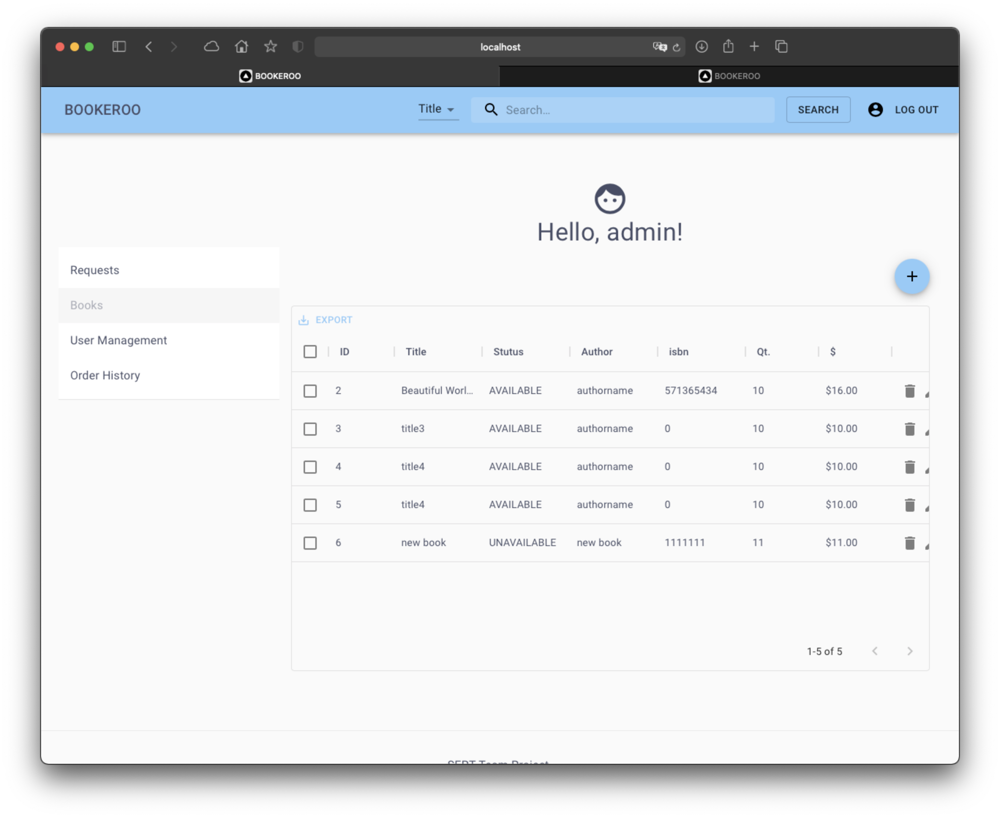 localhost
BOOKEROO
BOOKEROO
BOOKEROO
Title
Search...
SEARCH
LOG OUT
Hello, admin!
Requests
Books
User Management
Order History
EXPORT
ID Title Stutus Author isbn Qt. $
2 Beautiful Worl... AVAILABLE authorname 571365434 10 $16.00
3 title3 AVAILABLE authorname 0 10 $10.00
4 title4 AVAILABLE authorname 0 10 $10.00
5 title4 AVAILABLE authorname 0 10 $10.00
6 new book UNAVAILABLE new book 1111111 11 $11.00
1-5 of 5
Team Project